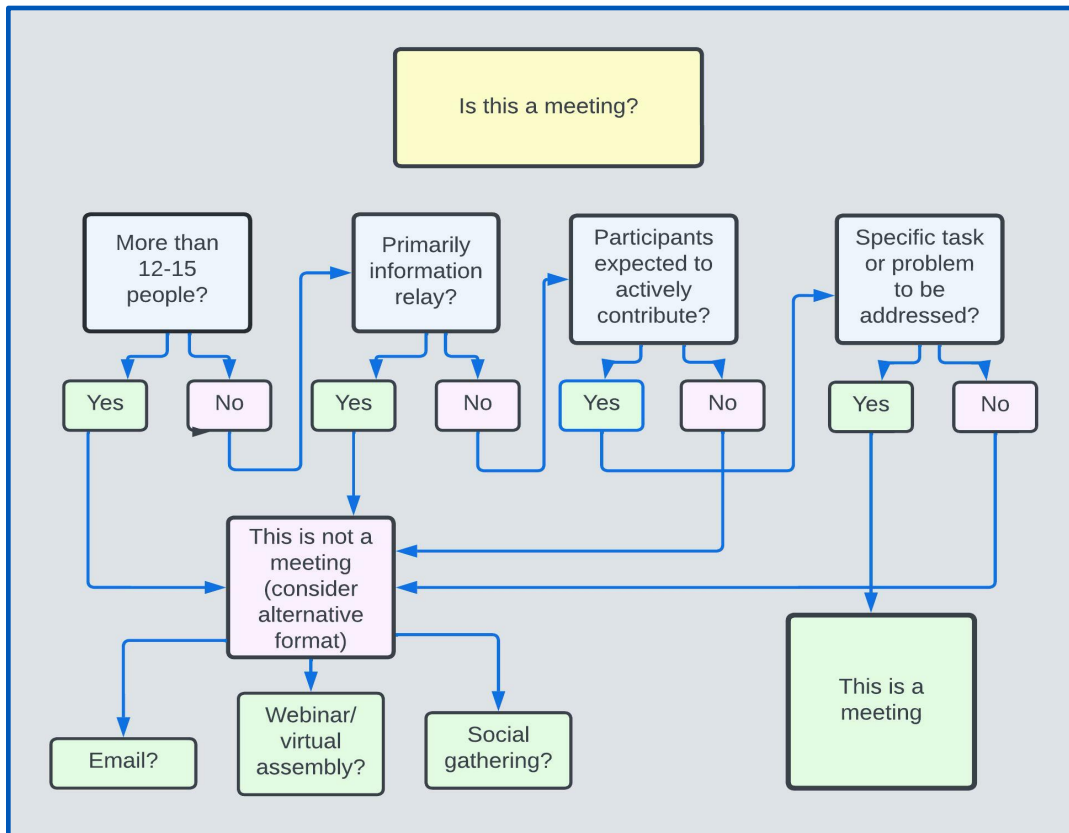 Is this a meeting?
More than
12-15
people?
Primarily
information
relay?
Participants
expected to
actively
contribute?
Specific task
or problem
to be
addressed?
Yes
No
Yes
No
Yes
No
Yes
No
This is not a
meeting
(consider
alternative
format)
This is a
meeting
Email?
Webinar/
virtual
assembly?
Social
gathering?